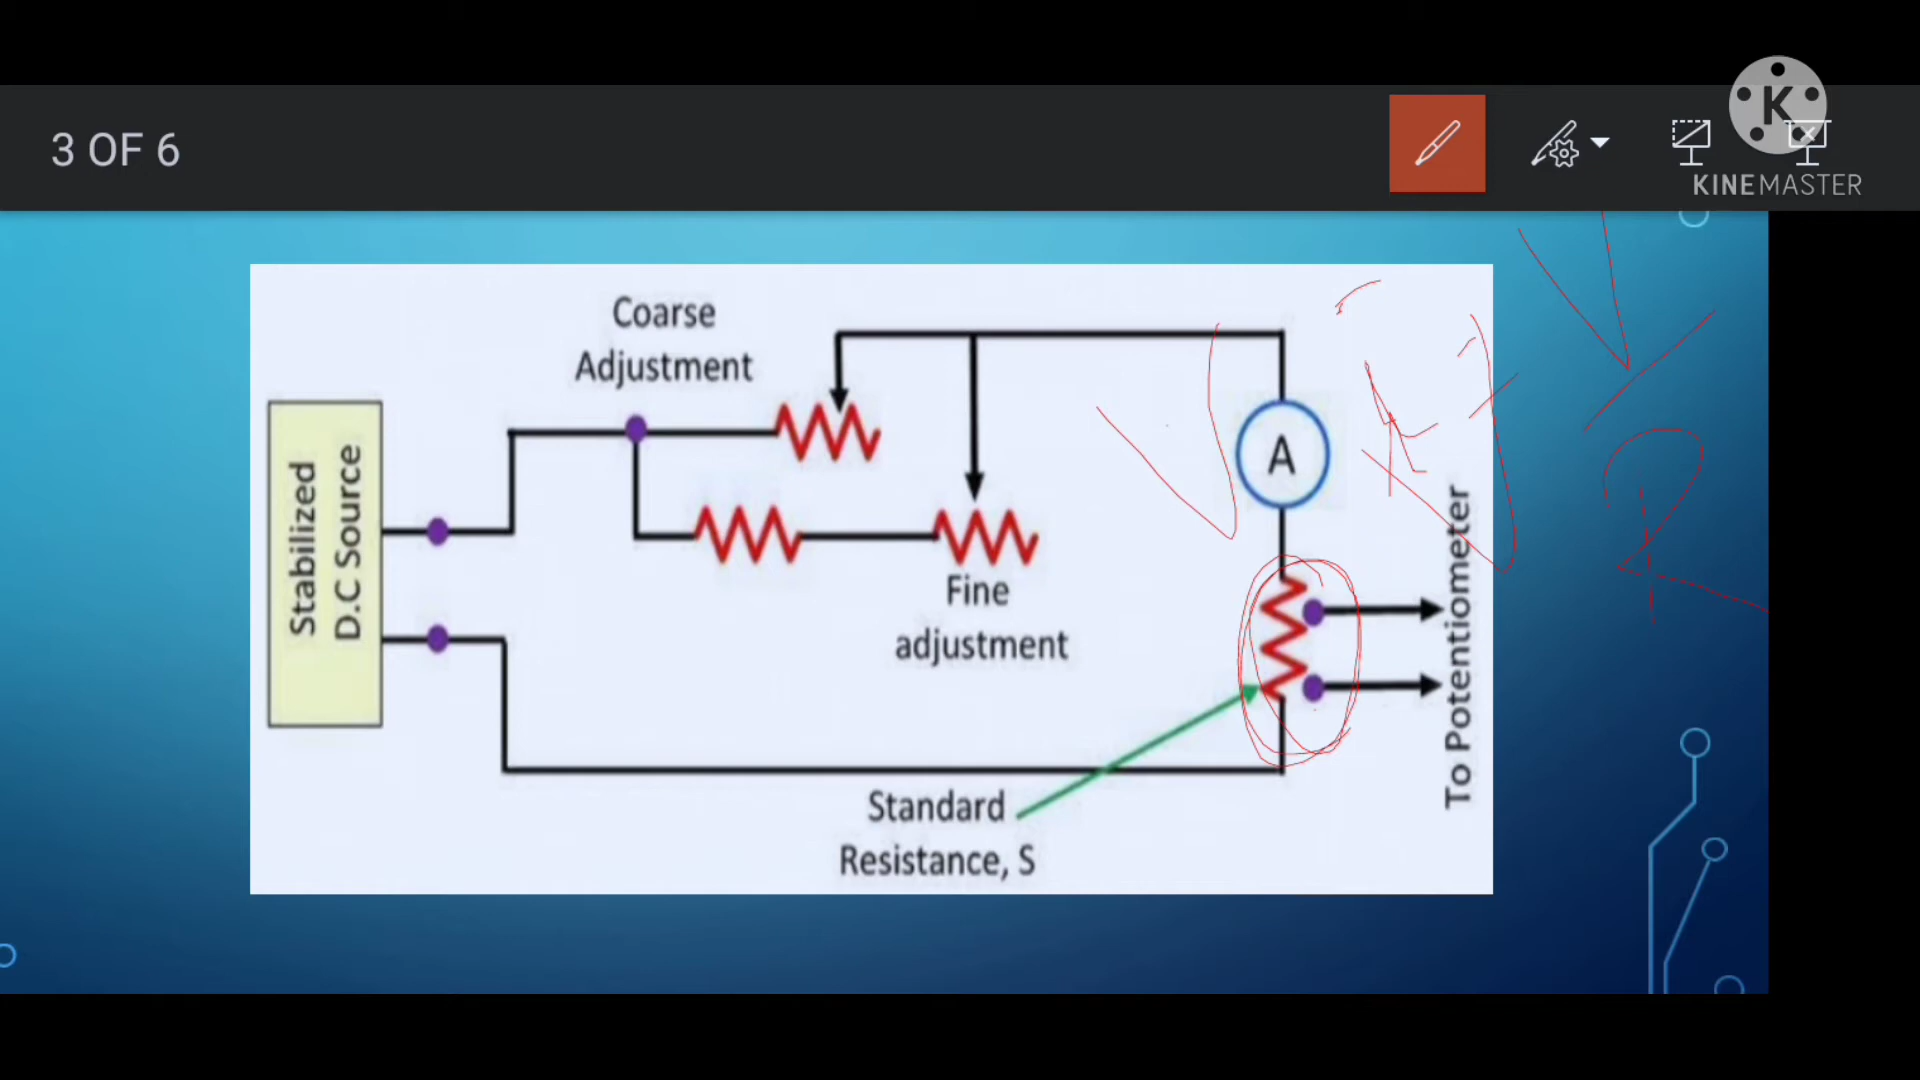 3 OF 6
K
KINEMASTER
Coarse
Adjustment
Stabilized
D.C Source
A
Fine
adjustment
To Potentiometer
Standard
Resistance, S